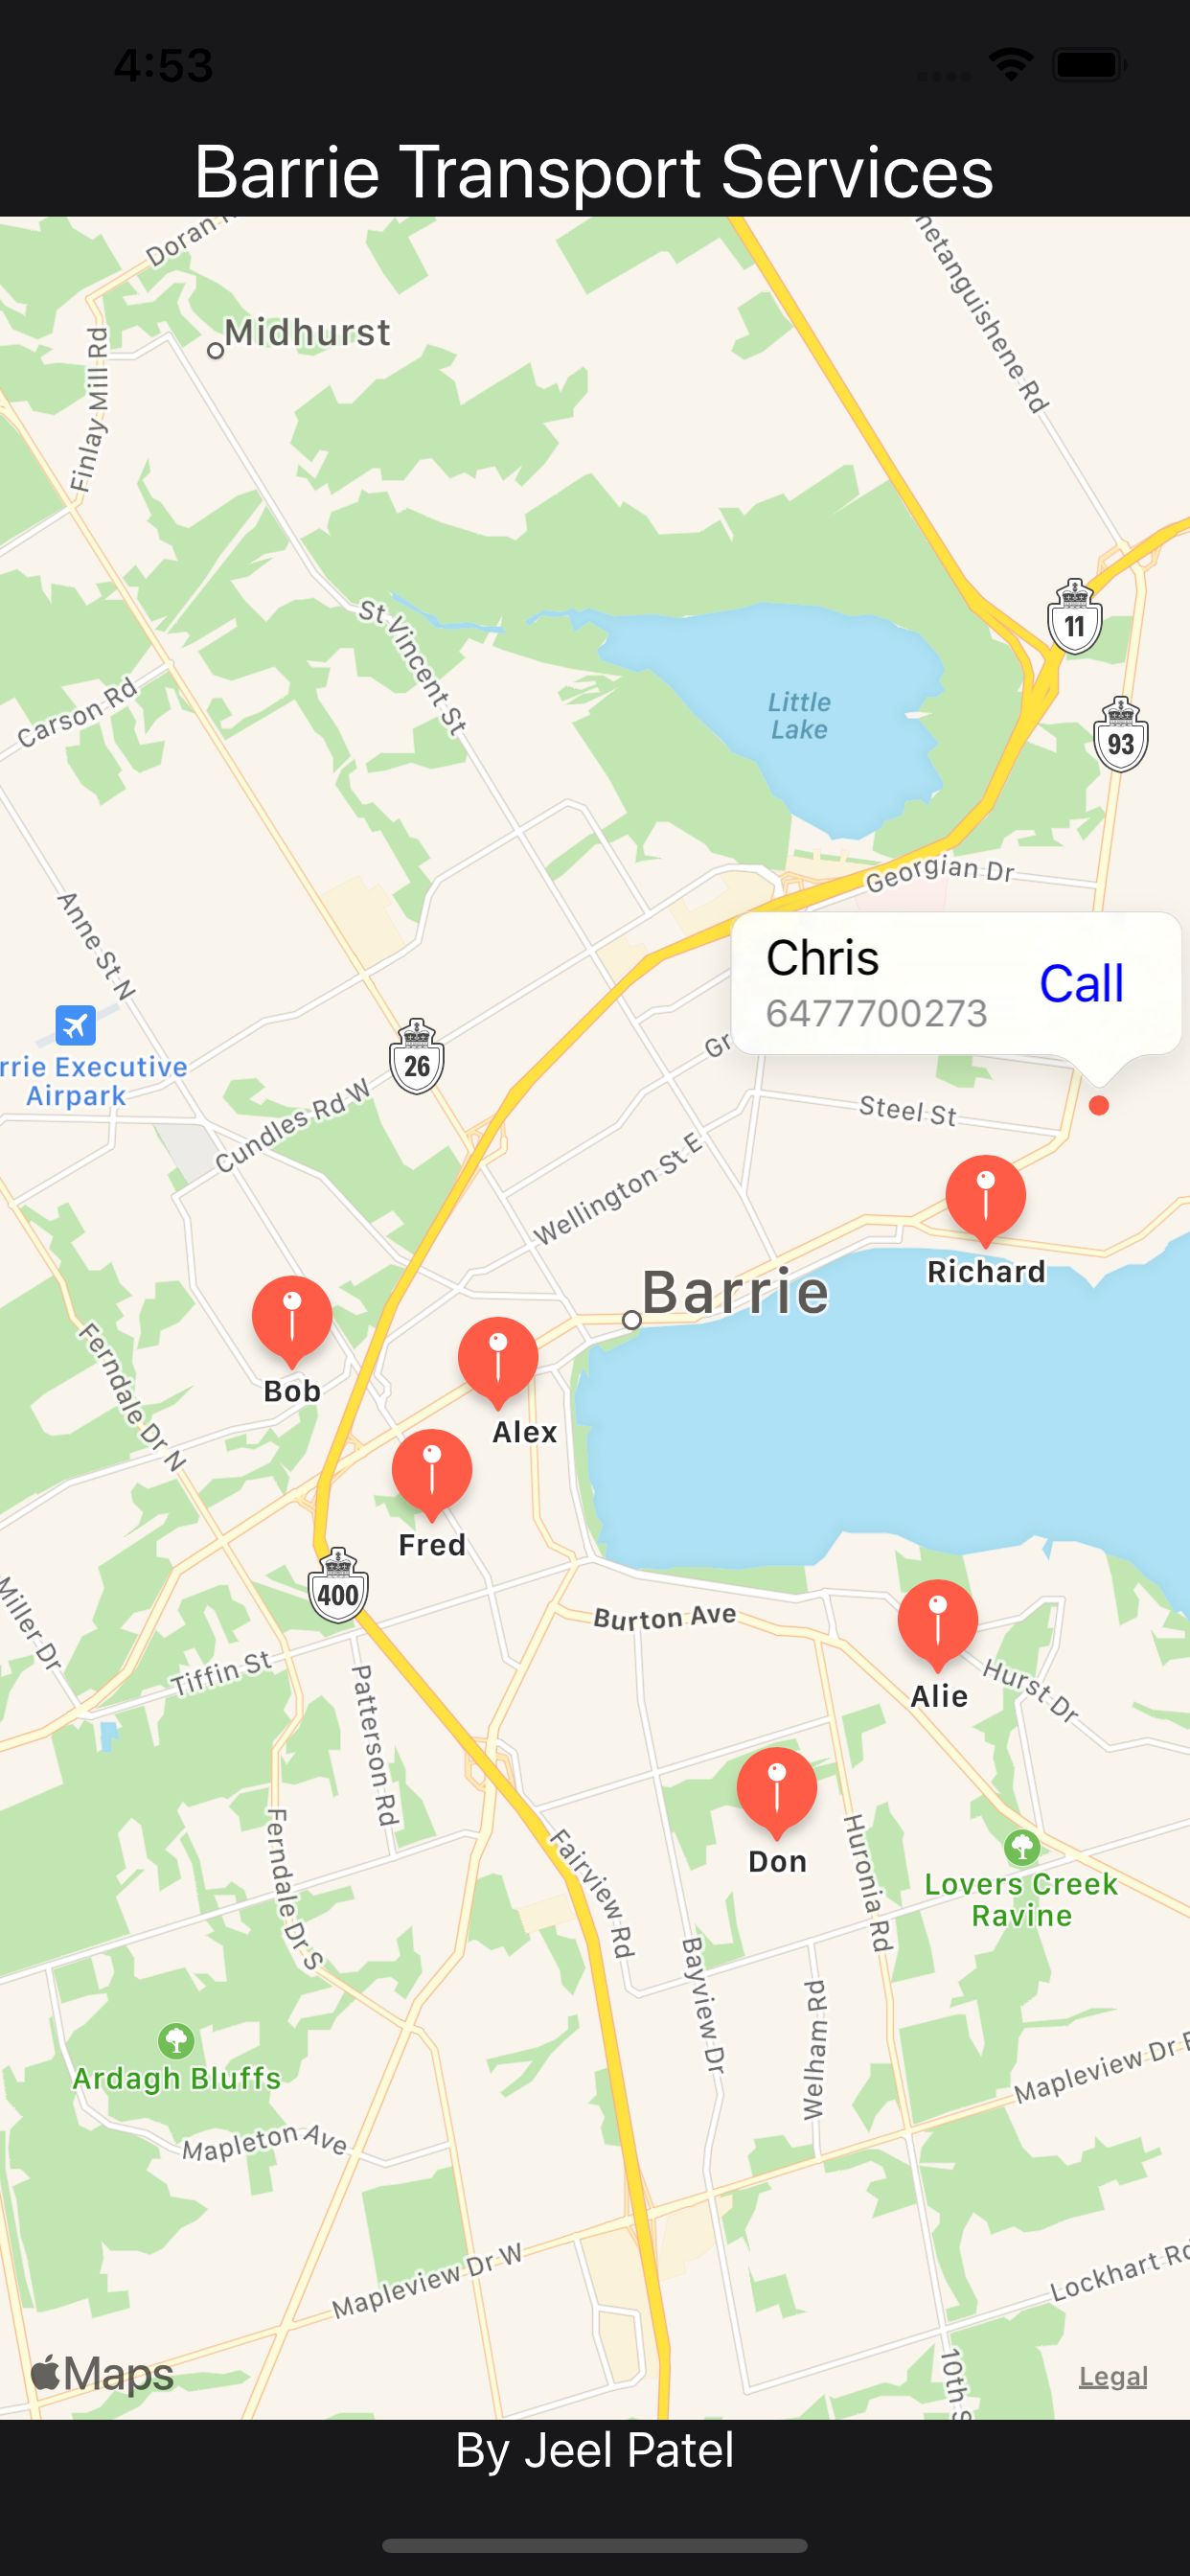 4:53
Barrie Transport Services
Doran
Midhurst
netanguishene Rd
Finlay Mill Rd
11
St Vincent St
Carson Rd
Little
Lake
93
Georgian Dr
Anne St N
Chris
6477700273
Call
rrie Executive
Airpark
26
Gr
Cundles Rd W
Steel St
Wellington St E
Richard
Barrie
Bob
Ferndale Dr N
Alex
Fred
400
Miller Dr
Burton Ave
Tiffin St
Patterson Rd
Alie
Hurst Dr
Don
Ferndale Dr S
Fairview Rd
Huronia Rd
Lovers Creek
Ravine
Bayview Dr
Welham Rd
Ardagh Bluffs
Mapleview Dr E
Mapleton Ave
Mapleview Dr W
Lockhart Rd
10th S
Maps
Legal
By Jeel Patel